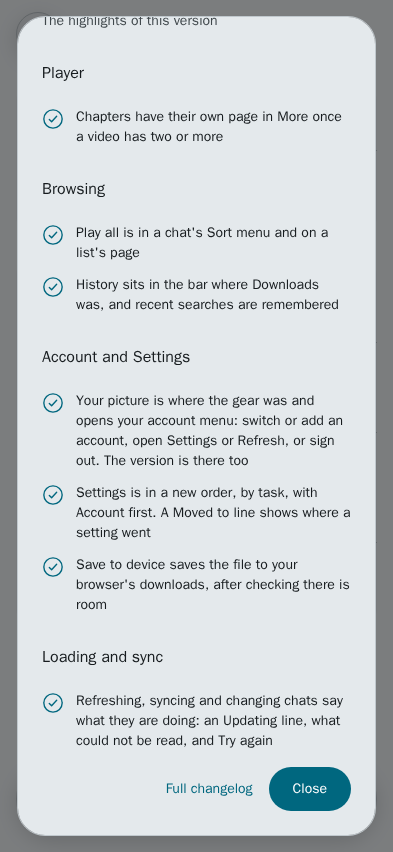 The highlights of this version
Player
Chapters have their own page in More once
a video has two or more
Browsing
Play all is in a chat's Sort menu and on a
list's page
History sits in the bar where Downloads
was, and recent searches are remembered
Account and Settings
Your picture is where the gear was and
opens your account menu: switch or add an
account, open Settings or Refresh, or sign
out. The version is there too
Settings is in a new order, by task, with
Account first. A Moved to line shows where a
setting went
Save to device saves the file to your
browser's downloads, after checking there is
room
Loading and sync
Refreshing, syncing and changing chats say
what they are doing: an Updating line, what
could not be read, and Try again
Full changelog
Close